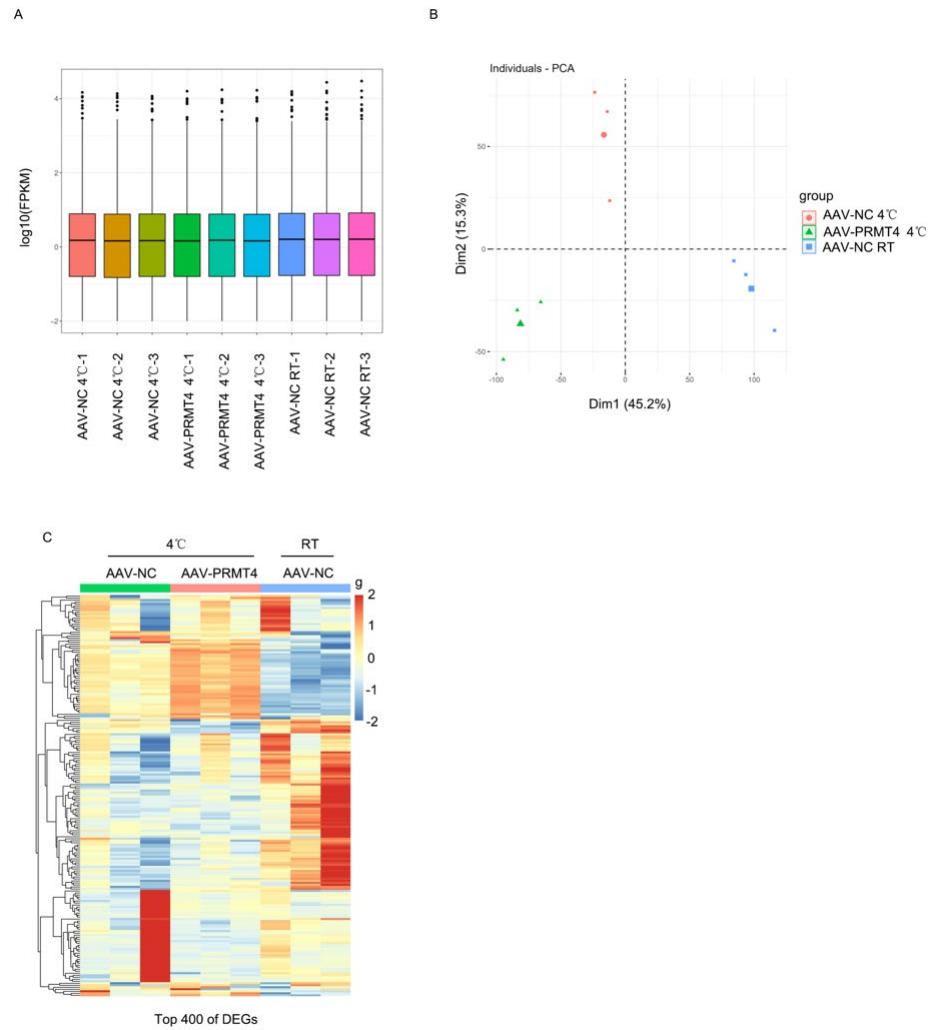 A
B
log10(FPKM)
4
2
0
-2
AAV-NC 4℃-1
AAV-NC 4℃-2
AAV-NC 4℃-3
AAV-PRMT4 4℃-1
AAV-PRMT4 4℃-2
AAV-PRMT4 4℃-3
AAV-NC RT-1
AAV-NC RT-2
AAV-NC RT-3
Individuals - PCA
Dim2 (15.3%)
50
0
-50
-100
-50
0
50
100
Dim1 (45.2%)
group
AAV-NC 4℃
AAV-PRMT4 4℃
AAV-NC RT
C
4℃
RT
AAV-NC
AAV-PRMT4
AAV-NC
g
2
1
0
-1
-2
Top 400 of DEGs